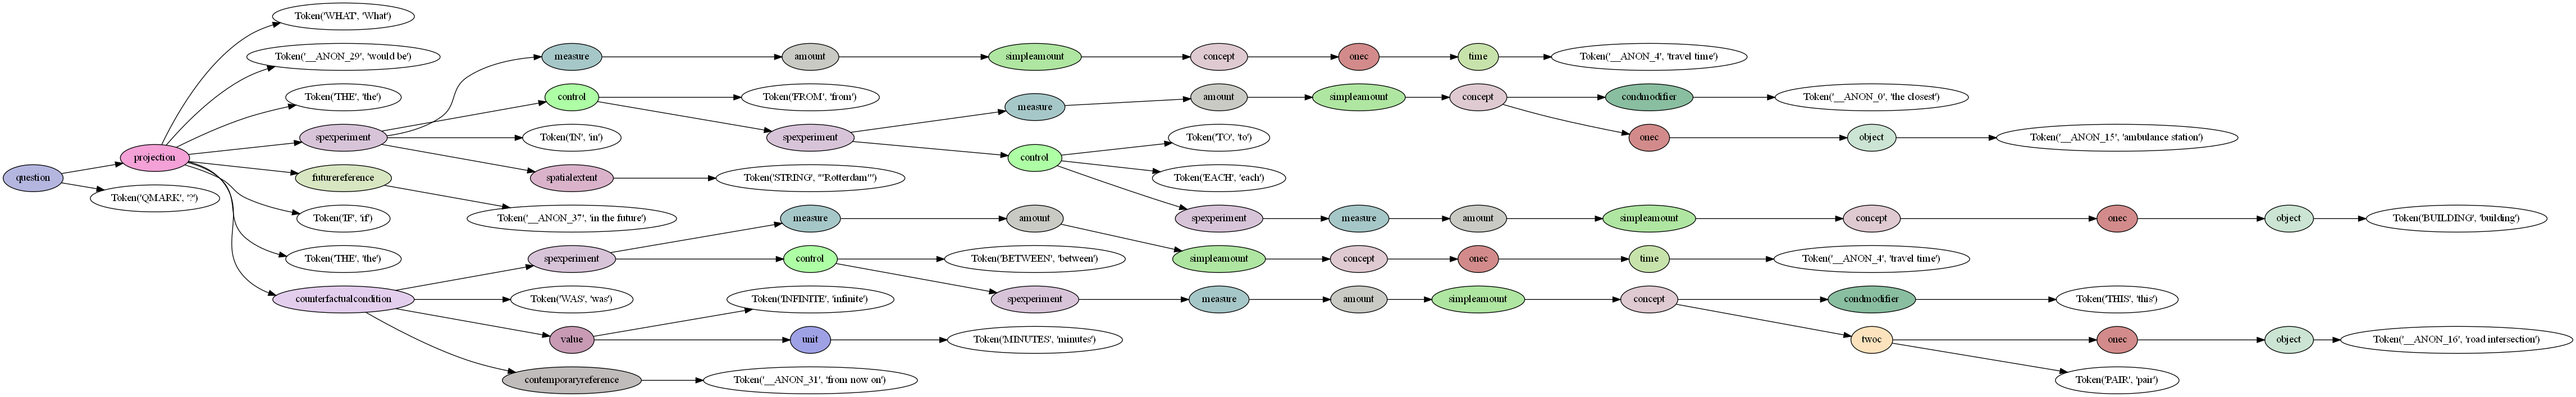 Token('WHAT', 'What')
Token('__ANON_29', 'would be')
measure amount simpleamount concept onec time Token('__ANON_4', 'travel time')
Token('THE', 'the') control Token('FROM', 'from') measure amount simpleamount concept condmodifier Token('__ANON_0', 'the closest')
spexperiment Token('IN', 'in') spexperiment Token('TO', 'to') onec object Token('__ANON_15', 'ambulance station')
projection control
question futurereference spatialextent Token('STRING', '"Rotterdam"') Token('EACH', 'each')
Token('QMARK', '?')
Token('IF', 'if') Token('__ANON_37', 'in the future') measure amount spexperiment measure amount simpleamount concept onec object Token('BUILDING', 'building')
Token('THE', 'the') spexperiment control Token('BETWEEN', 'between') simpleamount concept onec time Token('__ANON_4', 'travel time')
counterfactualcondition Token('WAS', 'was') Token('INFINITE', 'infinite') spexperiment measure amount simpleamount concept condmodifier Token('THIS', 'this')
value unit Token('MINUTES', 'minutes') twoc onec object Token('__ANON_16', 'road intersection')
contemporaryreference Token('__ANON_31', 'from now on') Token('PAIR', 'pair')